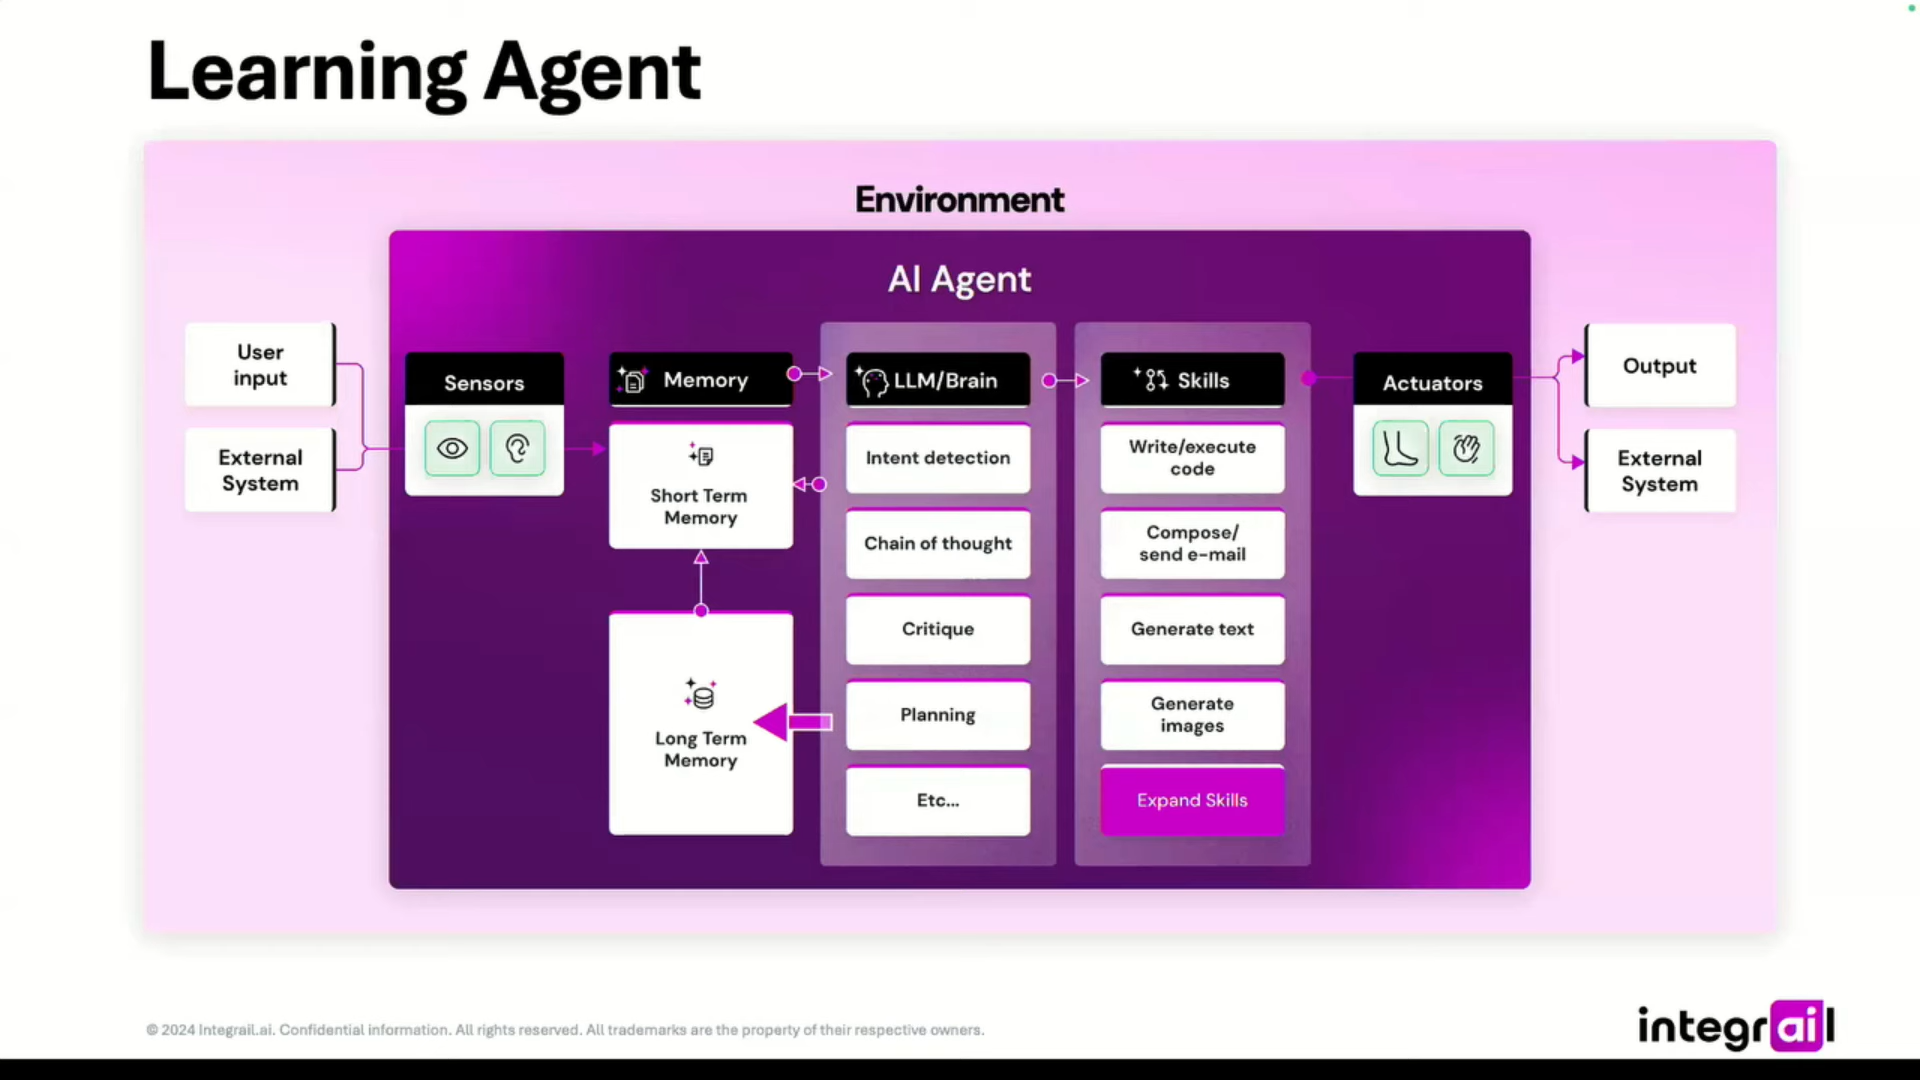 Learning Agent
Environment
AI Agent
User
input
External
System
Sensors
Memory
Short Term
Memory
Long Term
Memory
LLM/Brain
Intent detection
Chain of thought
Critique
Planning
Etc...
Skills
Write/execute
code
Compose/
send e-mail
Generate text
Generate
images
Expand Skills
Actuators
Output
External
System
© 2024 Integrail.ai. Confidential information. All rights reserved. All trademarks are the property of their respective owners.
integrail